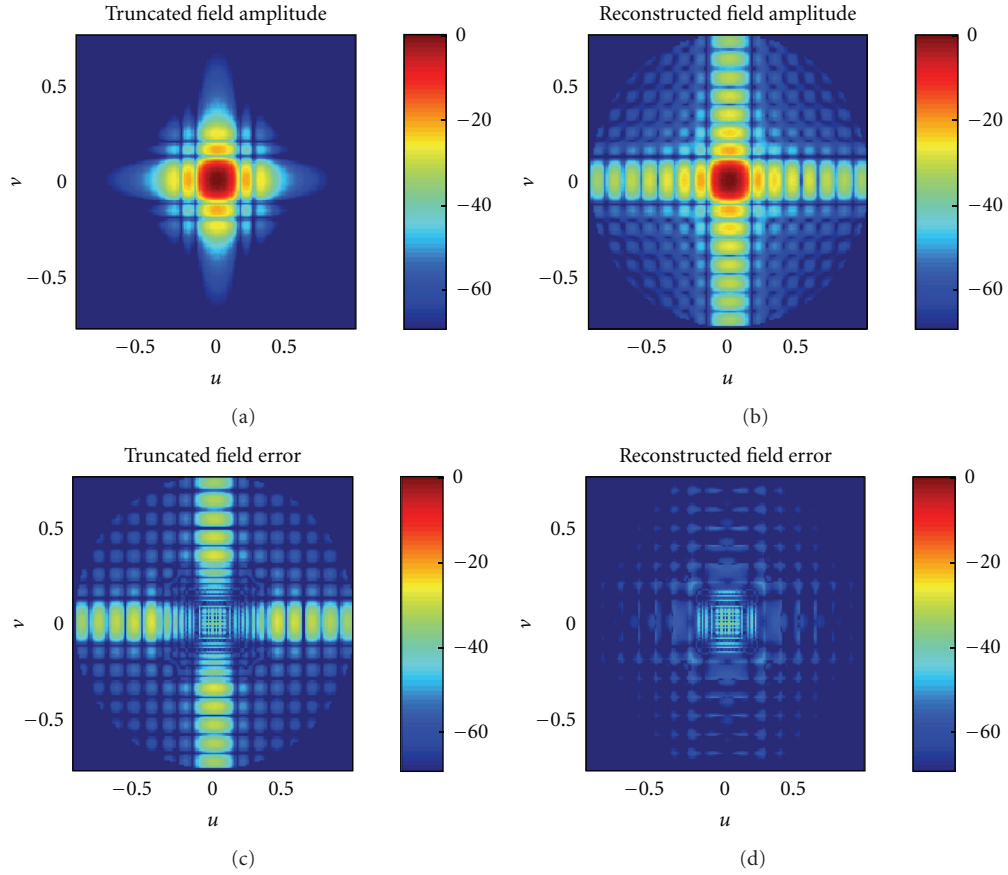 Truncated field amplitude
0.5
0
−0.5
v
−0.5
0
0.5
u
0
−20
−40
−60
(a)
Reconstructed field amplitude
0.5
0
−0.5
v
−0.5
0
0.5
u
0
−20
−40
−60
(b)
Truncated field error
0.5
0
−0.5
v
−0.5
0
0.5
u
0
−20
−40
−60
(c)
Reconstructed field error
0.5
0
−0.5
v
−0.5
0
0.5
u
0
−20
−40
−60
(d)